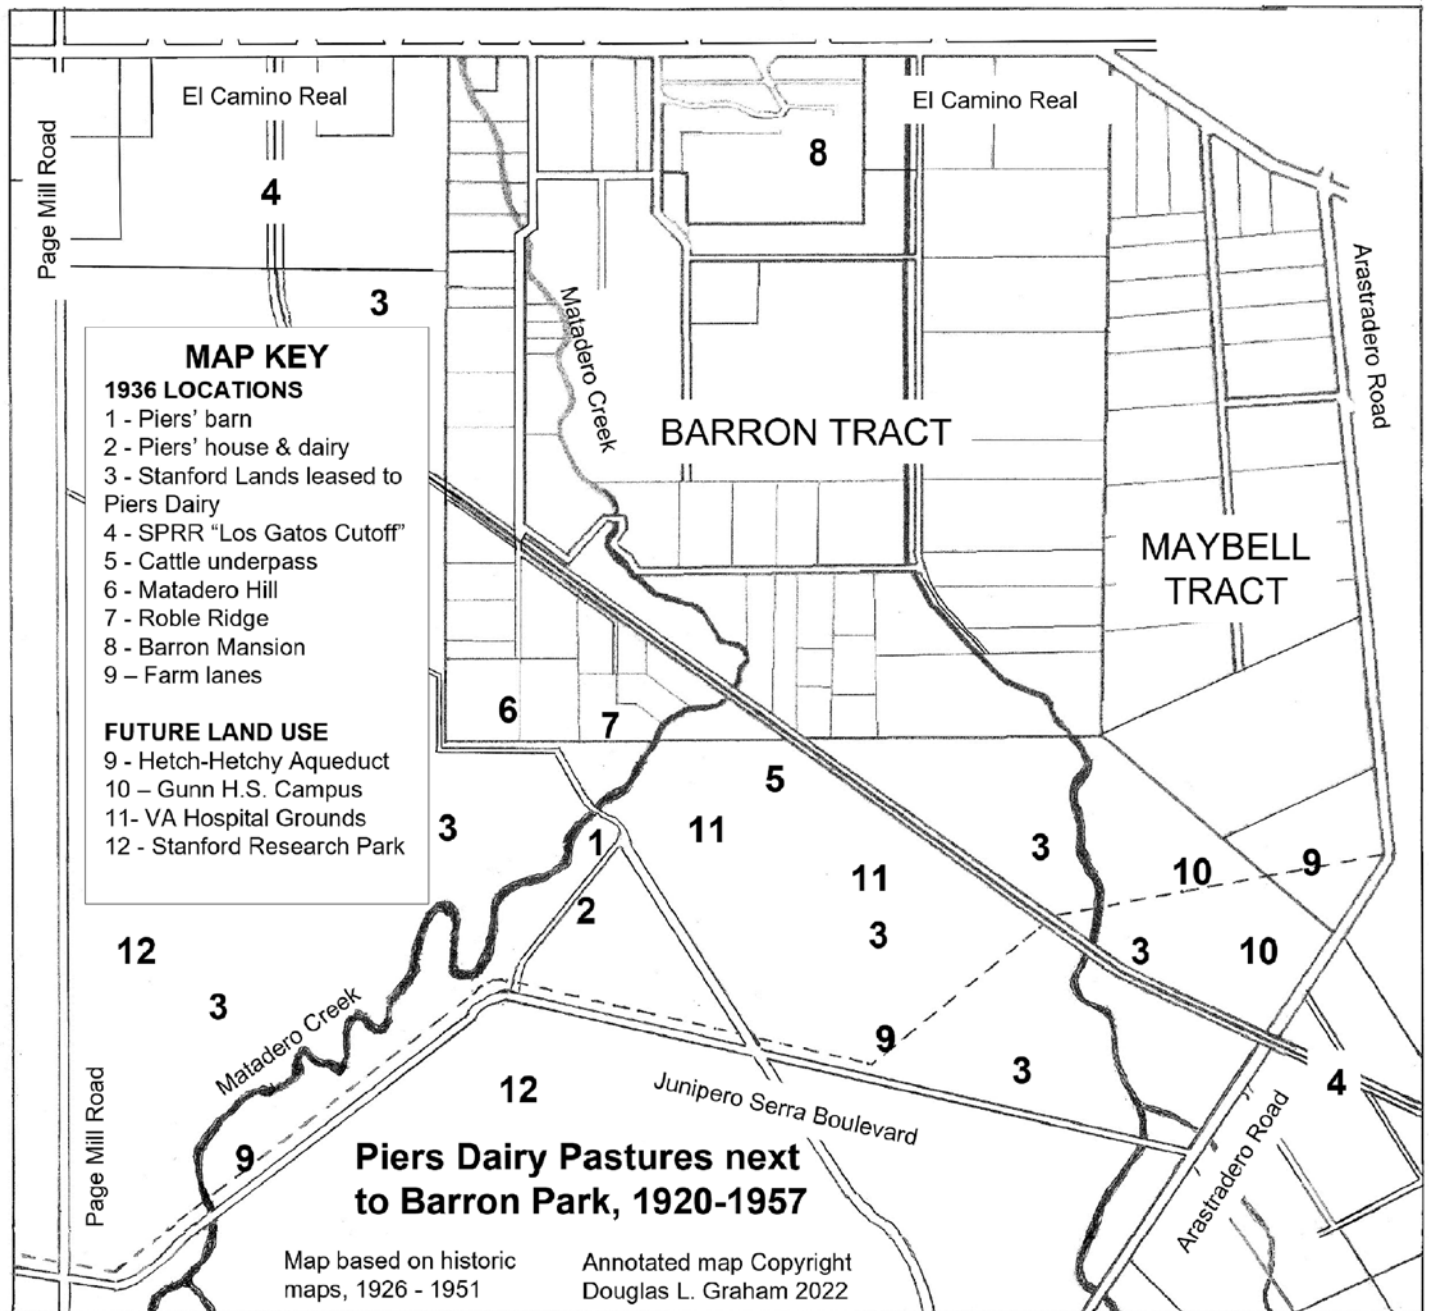 El Camino Real
El Camino Real
Page Mill Road
4
8
3
Arastradero Road
Matadero Creek
MAP KEY
1936 LOCATIONS
1 - Piers' barn
2 - Piers' house & dairy
3 - Stanford Lands leased to
Piers Dairy
4 - SPRR “Los Gatos Cutoff”
5 - Cattle underpass
6 - Matadero Hill
7 - Roble Ridge
8 - Barron Mansion
9 – Farm lanes
FUTURE LAND USE
9 - Hetch-Hetchy Aqueduct
10 – Gunn H.S. Campus
11- VA Hospital Grounds
12 - Stanford Research Park
BARRON TRACT
MAYBELL
TRACT
6
7
5
3
11
1
3
10
9
11
2
3
12
3
10
3
Matadero Creek
9
3
4
12
Junipero Serra Boulevard
Page Mill Road
9
Arastradero Road
Piers Dairy Pastures next
to Barron Park, 1920-1957
Map based on historic
maps, 1926 - 1951
Annotated map Copyright
Douglas L. Graham 2022